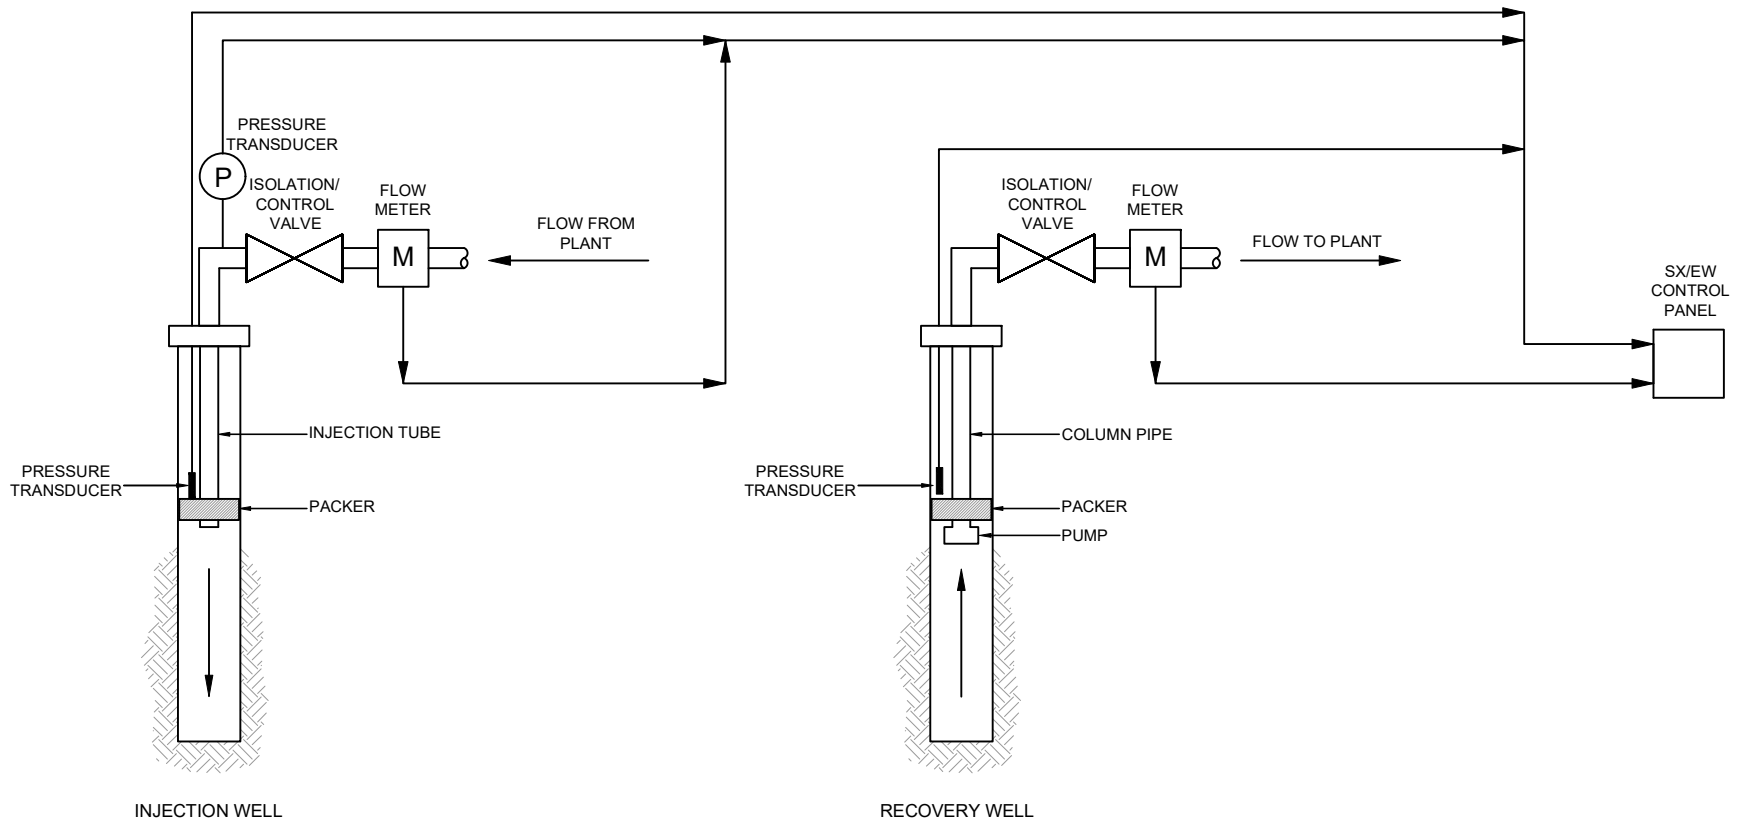 PRESSURE
TRANSDUCER
P
ISOLATION/
CONTROL
VALVE
FLOW
METER
M
FLOW FROM
PLANT
INJECTION TUBE
PRESSURE
TRANSDUCER
PACKER
INJECTION WELL
ISOLATION/
CONTROL
VALVE
FLOW
METER
M
FLOW TO PLANT
SX/EW
CONTROL
PANEL
COLUMN PIPE
PRESSURE
TRANSDUCER
PACKER
PUMP
RECOVERY WELL